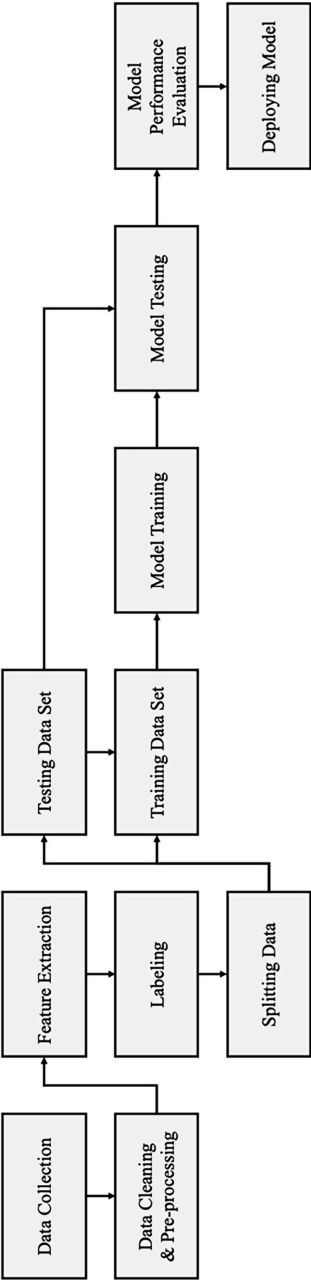 Data Collection
Data Cleaning
& Pre-processing
Feature Extraction
Labeling
Splitting Data
Testing Data Set
Training Data Set
Model Training
Model Testing
Model
Performance
Evaluation
Deploying Model